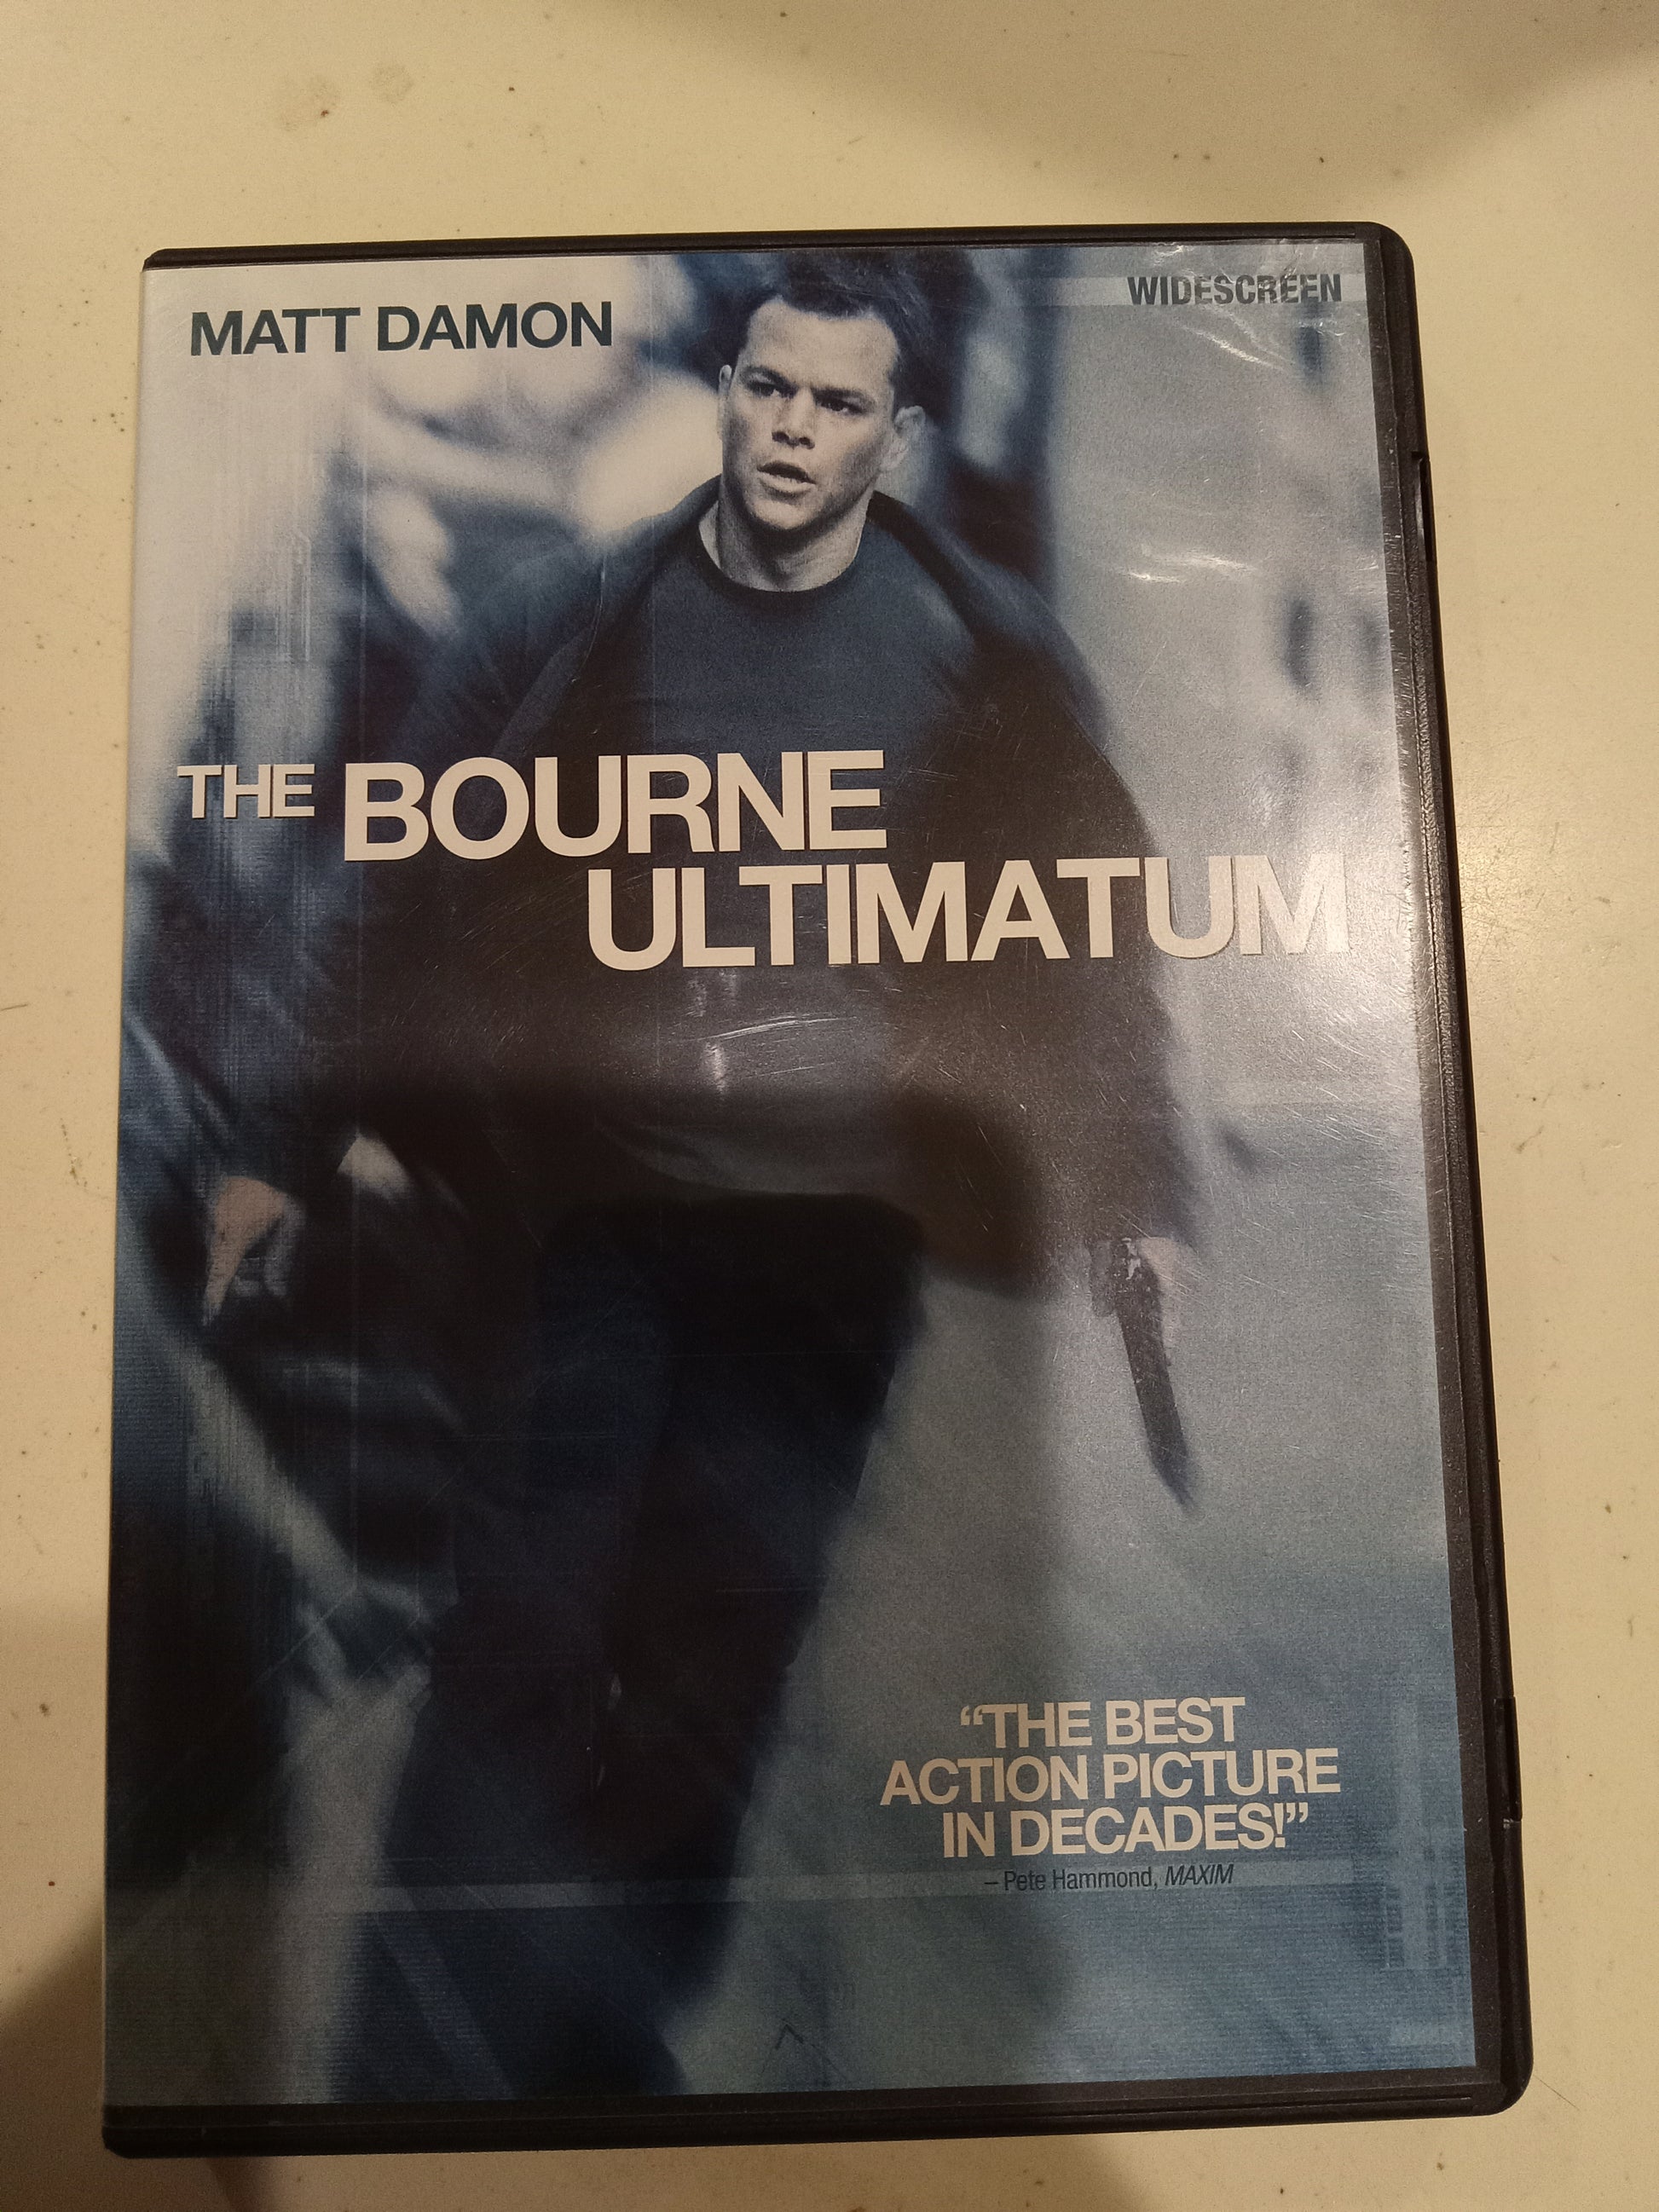 MATT DAMON
WIDESCREEN
THE BOURNE
ULTIMATUM
“THE BEST
ACTION PICTURE
IN DECADES!”
– Pete Hammond, MAXIM